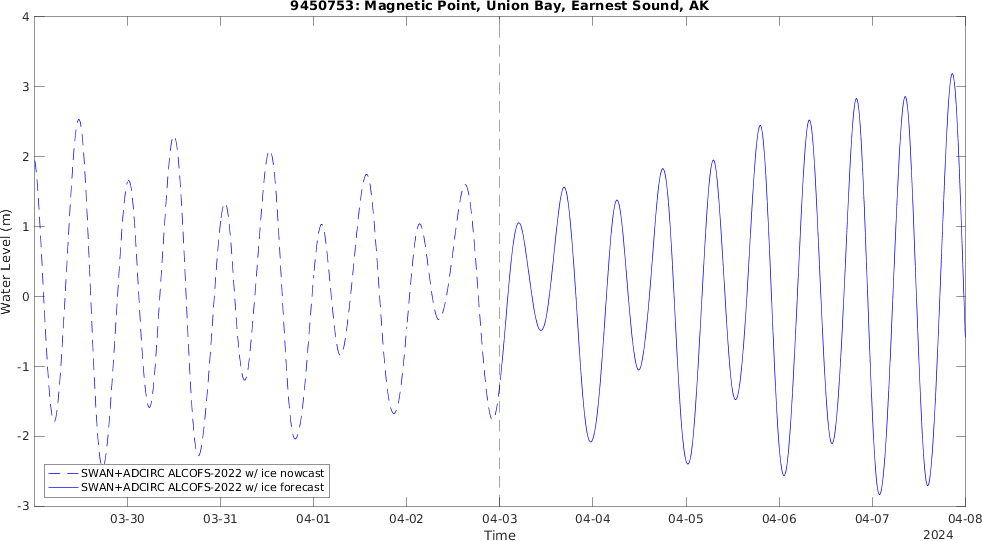 9450753: Magnetic Point, Union Bay, Earnest Sound, AK
4
3
2
1
0
-1
-2
-3
Water Level (m)
SWAN+ADCIRC ALCOFS-2022 w/ ice nowcast
SWAN+ADCIRC ALCOFS-2022 w/ ice forecast
03-30 03-31 04-01 04-02 04-03 04-04 04-05 04-06 04-07 04-08
Time
2024